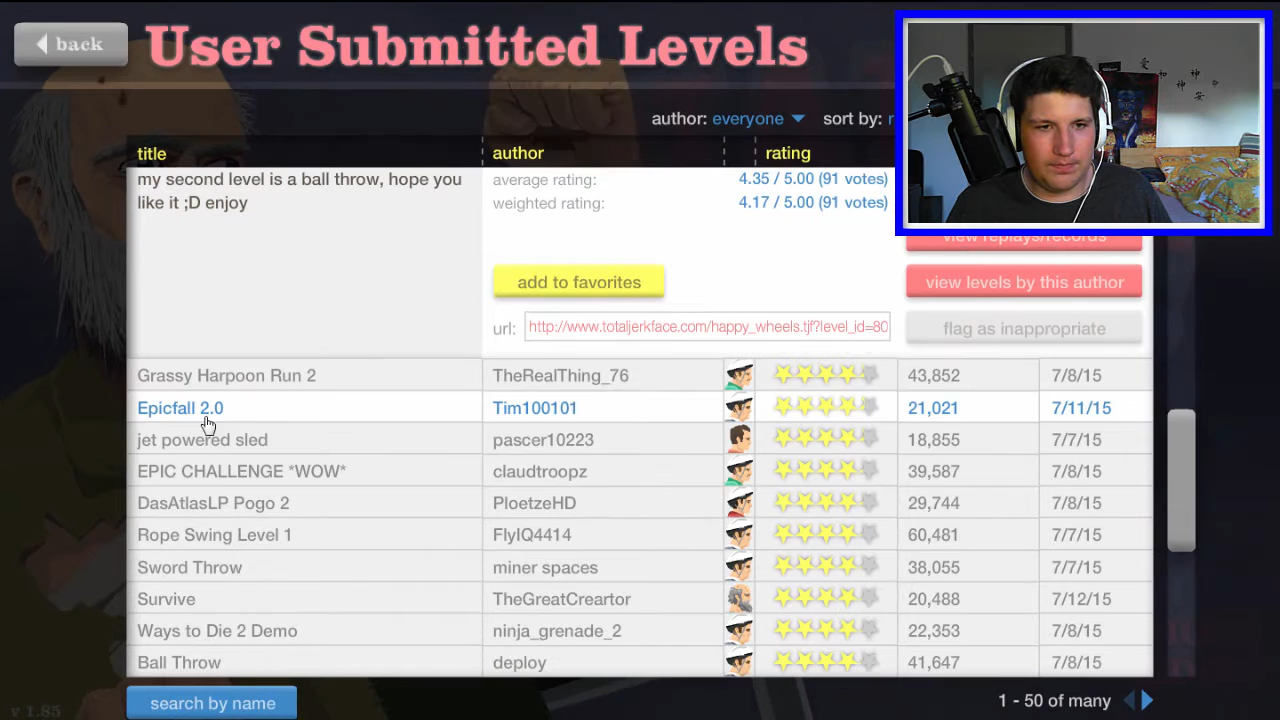 back
User Submitted Levels
author: everyone
sort by:
title
author
rating
my second level is a ball throw, hope you
like it ;D enjoy
average rating:
4.35 / 5.00 (91 votes)
weighted rating:
4.17 / 5.00 (91 votes)
view replays/records
add to favorites
view levels by this author
url:
http://www.totaljerkface.com/happy_wheels.tjf?level_id=80
flag as inappropriate
Grassy Harpoon Run 2 TheRealThing_76 43,852 7/8/15
Epicfall 2.0 Tim100101 21,021 7/11/15
jet powered sled pascer10223 18,855 7/7/15
EPIC CHALLENGE *WOW* claudtroopz 39,587 7/8/15
DasAtlasLP Pogo 2 PloetzeHD 29,744 7/8/15
Rope Swing Level 1 FlyIQ4414 60,481 7/7/15
Sword Throw miner spaces 38,055 7/7/15
Survive TheGreatCreartor 20,488 7/12/15
Ways to Die 2 Demo ninja_grenade_2 22,353 7/8/15
Ball Throw deploy 41,647 7/8/15
v 1.85
search by name
1 - 50 of many